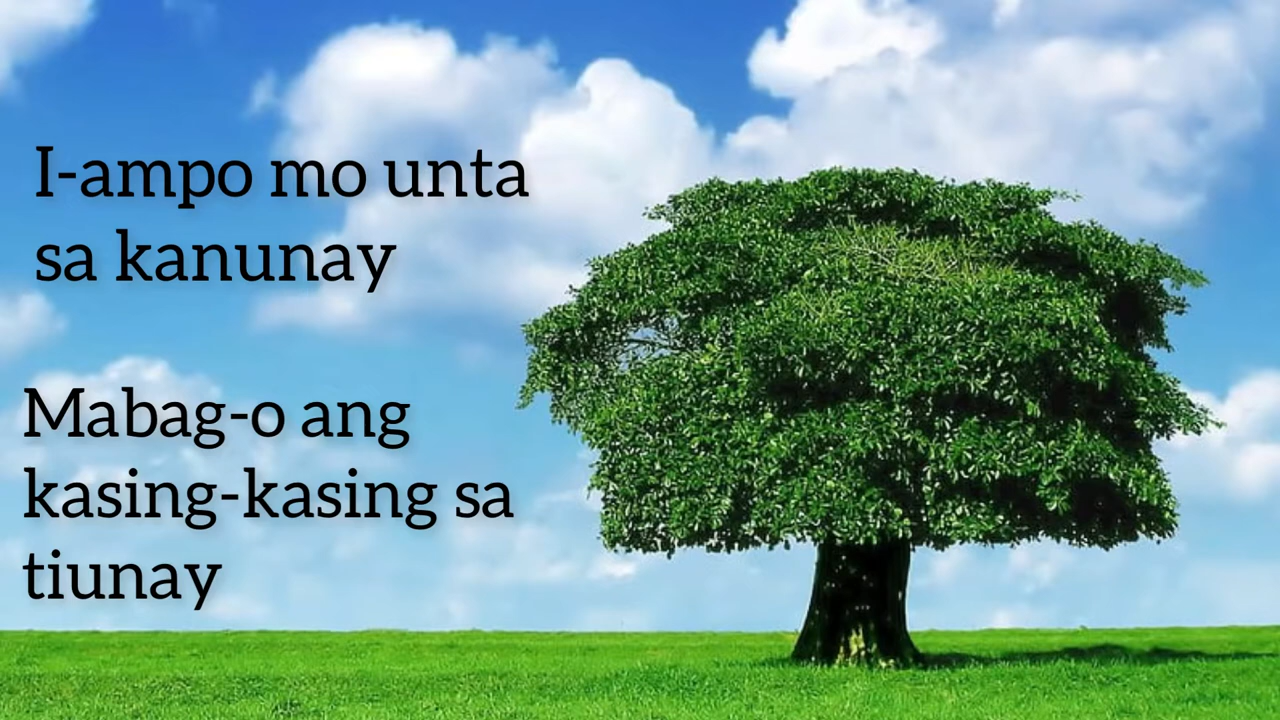 I-ampo mo unta
sa kanunay
Mabag-o ang
kasing-kasing sa
tiunay